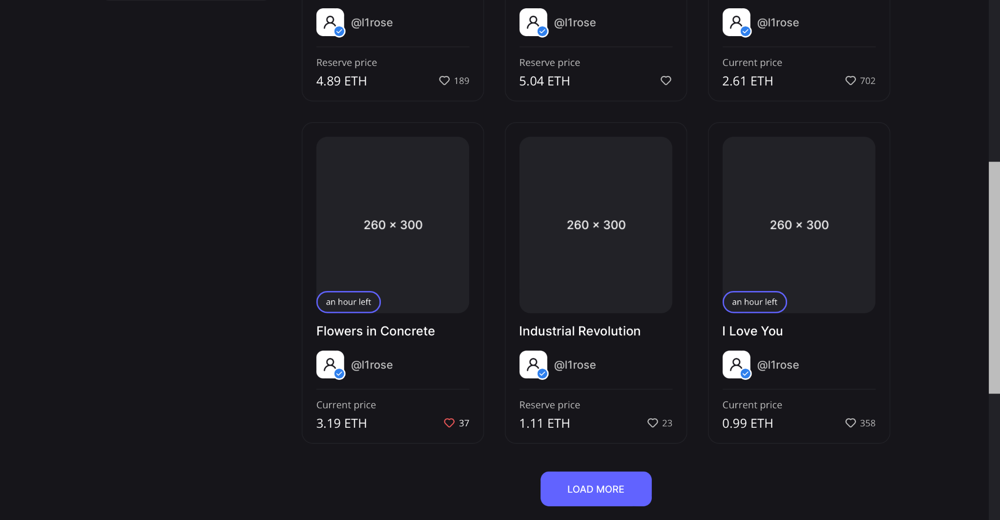 @l1rose
Reserve price
4.89 ETH
189
@l1rose
Reserve price
5.04 ETH
@l1rose
Current price
2.61 ETH
702
260 × 300
an hour left
Flowers in Concrete
@l1rose
Current price
3.19 ETH
37
260 × 300
Industrial Revolution
@l1rose
Reserve price
1.11 ETH
23
260 × 300
an hour left
I Love You
@l1rose
Current price
0.99 ETH
358
LOAD MORE